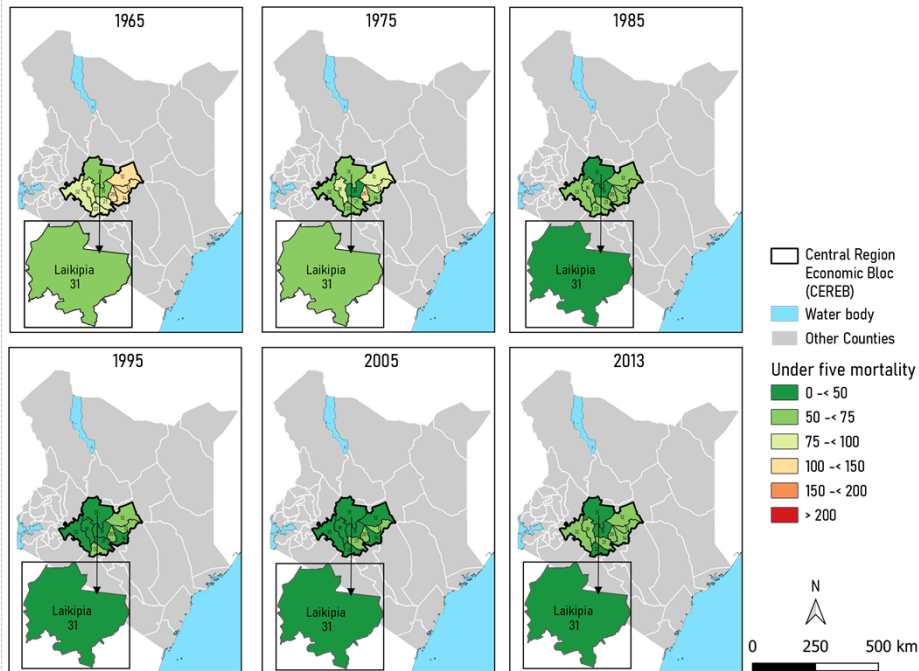 1965
1975
1985
Laikipia
31
Laikipia
31
Laikipia
31
Central Region
Economic Bloc
(CEREB)
Water body
Other Counties
Under five mortality
0 -< 50
50 -< 75
75 -< 100
100 -< 150
150 -< 200
> 200
1995
2005
2013
Laikipia
31
Laikipia
31
Laikipia
31
N
0 250 500 km